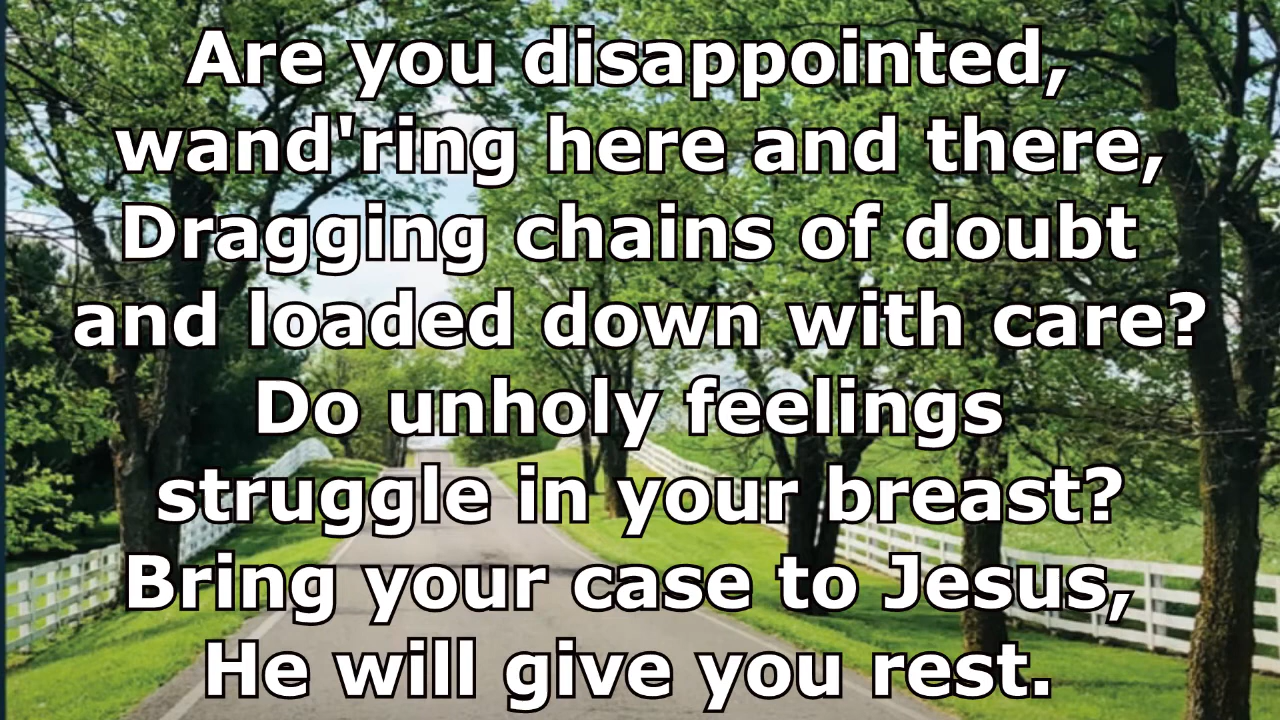 Are you disappointed,
wand'ring here and there,
Dragging chains of doubt
and loaded down with care?
Do unholy feelings
struggle in your breast?
Bring your case to Jesus,
He will give you rest.